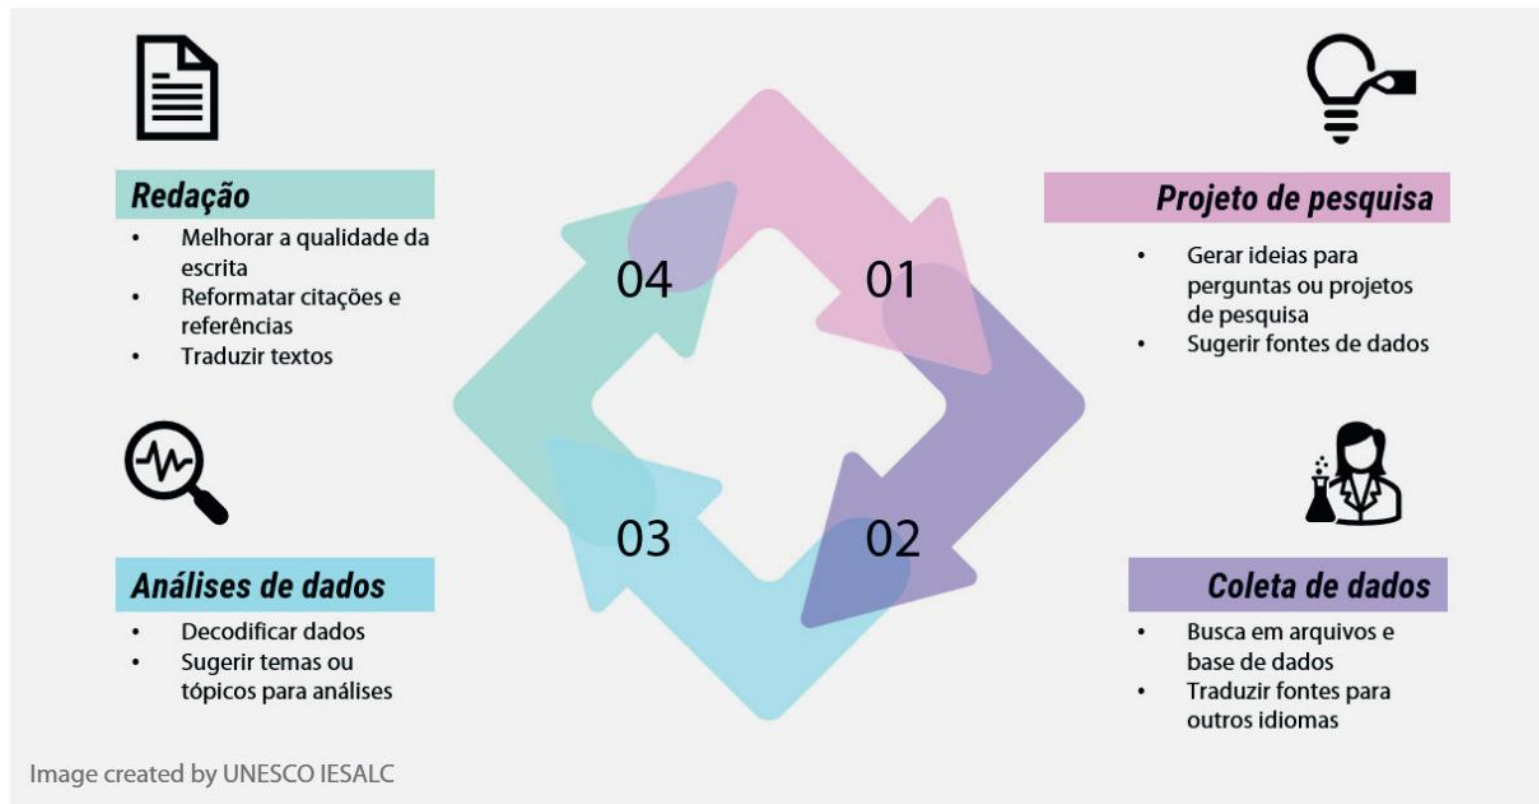 Redação
• Melhorar a qualidade da
escrita
• Reformatar citações e
referências
• Traduzir textos
Projeto de pesquisa
• Gerar ideias para
perguntas ou projetos
de pesquisa
• Sugerir fontes de dados
04
01
03
02
Análises de dados
• Decodificar dados
• Sugerir temas ou
tópicos para análises
Coleta de dados
• Busca em arquivos e
base de dados
• Traduzir fontes para
outros idiomas
Image created by UNESCO IESALC